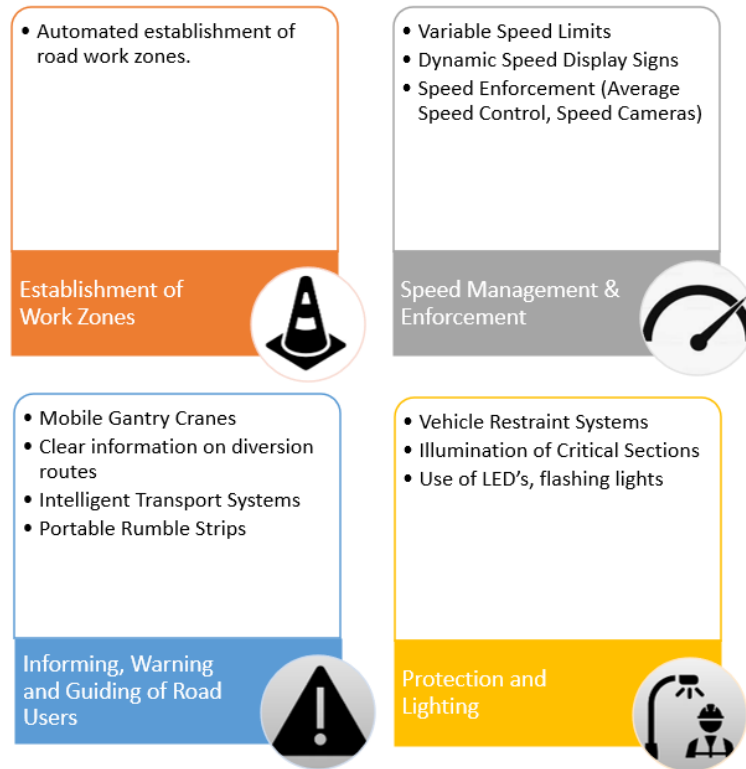 • Automated establishment of
road work zones.
Establishment of
Work Zones
• Variable Speed Limits
• Dynamic Speed Display Signs
• Speed Enforcement (Average
Speed Control, Speed Cameras)
Speed Management &
Enforcement
• Mobile Gantry Cranes
• Clear information on diversion
routes
• Intelligent Transport Systems
• Portable Rumble Strips
Informing, Warning
and Guiding of Road
Users
• Vehicle Restraint Systems
• Illumination of Critical Sections
• Use of LED's, flashing lights
Protection and
Lighting